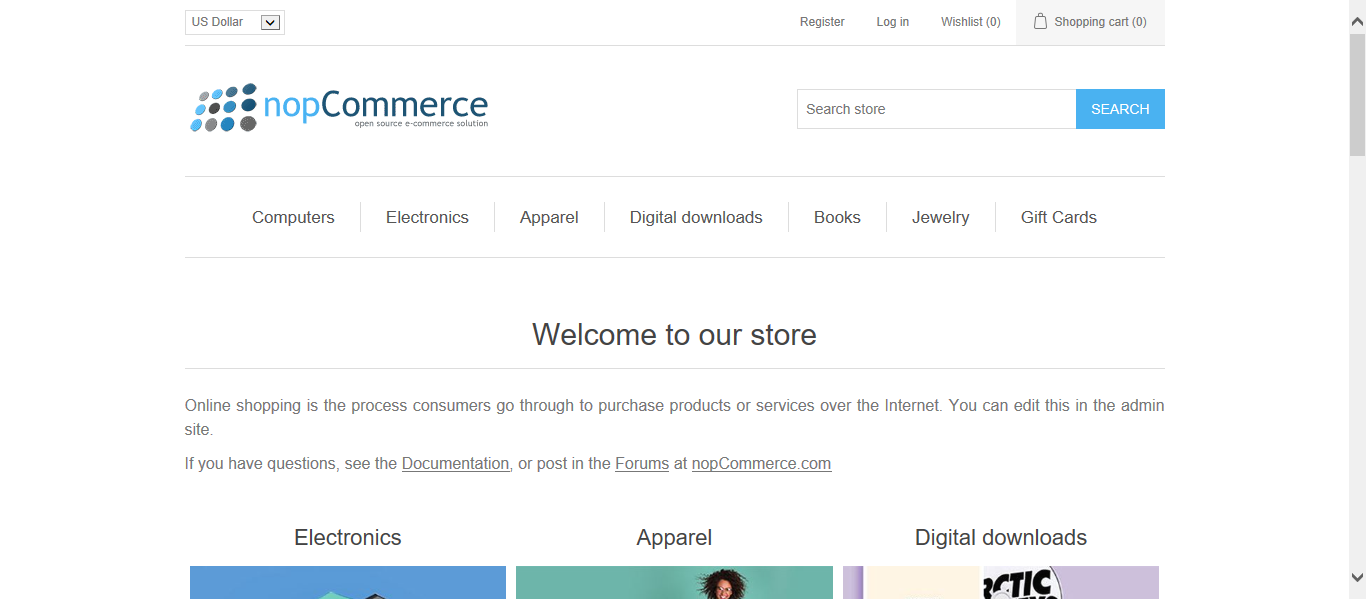 US Dollar
Register
Log in
Wishlist (0)
Shopping cart (0)
nopCommerce
open source e-commerce solution
Search store
SEARCH
Computers
Electronics
Apparel
Digital downloads
Books
Jewelry
Gift Cards
Welcome to our store
Online shopping is the process consumers go through to purchase products or services over the Internet. You can edit this in the admin
site.
If you have questions, see the Documentation, or post in the Forums at nopCommerce.com
Electronics
Apparel
Digital downloads